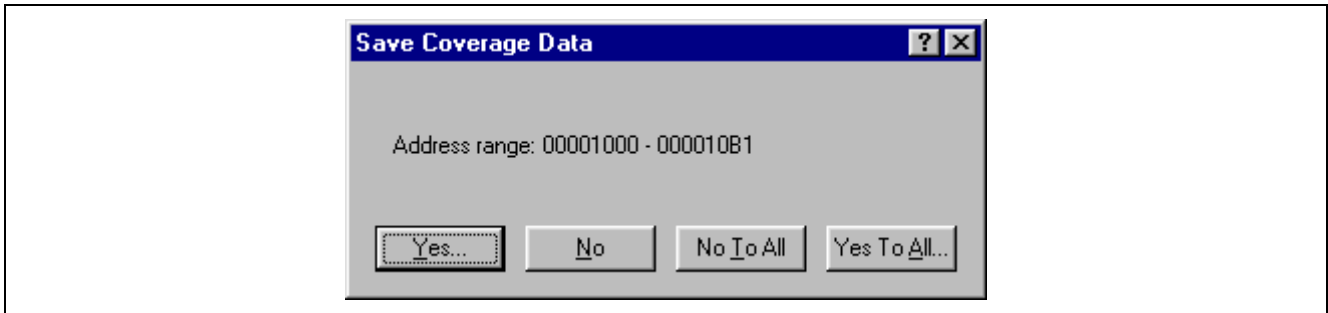 Save Coverage Data
Address range: 00001000 - 000010B1
Yes... No No To All Yes To All...